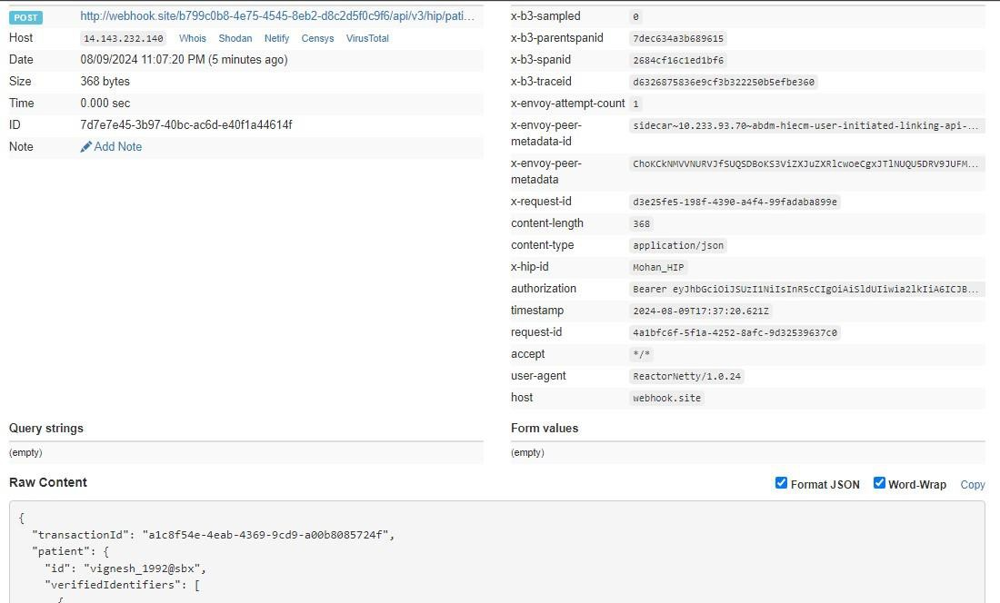 POST http://webhook.site/b799c0b8-4e75-4545-8eb2-d8c2d5f0c9f6/api/v3/hip/pati...
Host 14.143.232.140 Whois Shodan Netify Censys VirusTotal
Date 08/09/2024 11:07:20 PM (5 minutes ago)
Size 368 bytes
Time 0.000 sec
ID 7d7e7e45-3b97-40bc-ac6d-e40f1a44614f
Note Add Note
x-b3-sampled 0
x-b3-parentspanid 7dec634a3b689615
x-b3-spanid 2684cf16c1ed1bf6
x-b3-traceid d6326875836e9cf3b322250b5efbe360
x-envoy-attempt-count 1
x-envoy-peer-metadata-id sidecar~10.233.93.70~abdm-hiecm-user-initiated-linking-api-...
x-envoy-peer-metadata ChoKCkNMVVNURVJfSUQSDBoKS3ViZXJuZXRlcwoeCgxJTlNUQU5DRV9JUFM...
x-request-id d3e25fe5-198f-4390-a4f4-99fadaba899e
content-length 368
content-type application/json
x-hip-id Mohan_HIP
authorization Bearer eyJhbGciOiJSUzI1NiIsInR5cCIgOiAiSldUIiwia2lkIiA6ICJB...
timestamp 2024-08-09T17:37:20.621Z
request-id 4a1bfc6f-5f1a-4252-8afc-9d32539637c0
accept */*
user-agent ReactorNetty/1.0.24
host webhook.site
Query strings
(empty)
Form values
(empty)
Raw Content
Format JSON Word-Wrap Copy
{
"transactionId": "a1c8f54e-4eab-4369-9cd9-a00b8085724f",
"patient": {
"id": "vignesh_1992@sbx",
"verifiedIdentifiers": [
{